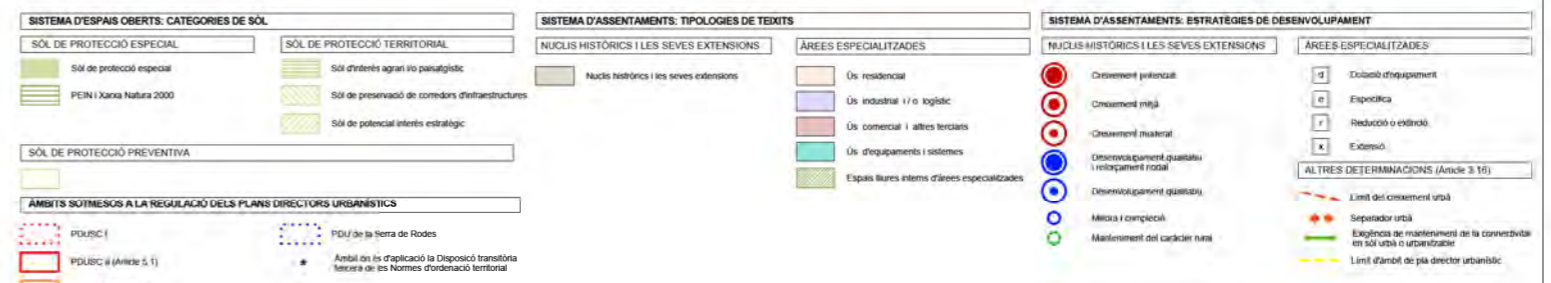 SISTEMA D'ESPAIS OBERTS: CATEGORIES DE SÒL
SÒL DE PROTECCIÓ ESPECIAL
Sòl de protecció especial
PEIN i Xarxa Natura 2000
SÒL DE PROTECCIÓ TERRITORIAL
Sòl d'interès agrari i/o paisatgístic
Sòl de preservació de corredors d'infraestructures
Sòl de potencial interès estratègic
SÒL DE PROTECCIÓ PREVENTIVA
ÀMBITS SOTMESOS A LA REGULACIÓ DELS PLANS DIRECTORS URBANÍSTICS
PDUSC I
PDUSC II (Article 5.1)
PDU de la Serra de Rodes
* Àmbit on és d'aplicació la Disposicó transitòria
tercera de les Normes d'ordenació territorial
SISTEMA D'ASSENTAMENTS: TIPOLOGIES DE TEIXITS
NUCLIS HISTÒRICS I LES SEVES EXTENSIONS
Nuclis històrics i les seves extensions
ÀREES ESPECIALITZADES
Ús residencial
Ús industrial i / o logístic
Ús comercial i altres terciaris
Ús d'equipaments i sistemes
Espais lliures interns d'àrees especialitzades
SISTEMA D'ASSENTAMENTS: ESTRATÈGIES DE DESENVOLUPAMENT
NUCLIS HISTÒRICS I LES SEVES EXTENSIONS
Creixement potenciat
Creixement mitjà
Creixement moderat
Desenvolupament qualitatiu
i reforçament nodal
Desenvolupament qualitatiu
Millora i compleció
Manteniment del caràcter rural
ÀREES ESPECIALITZADES
d Dotació d'equipament
e Específica
r Reducció o extinció
x Extensió
ALTRES DETERMINACIONS (Article 3.16)
Límit del creixement urbà
Separador urbà
Exigència de manteniment de la connectivitat
en sòl urbà o urbanitzable
Límit d'àmbit de pla director urbanístic